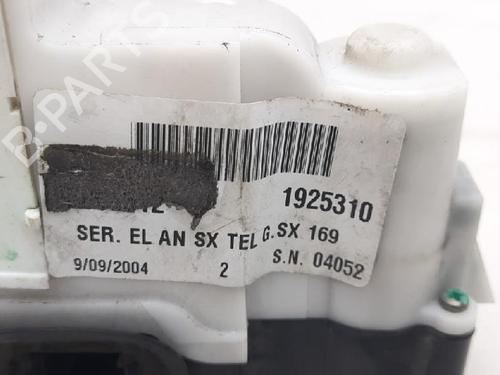 B-PARTS
1925310
SER. EL AN SX TEL G.SX 169
9/09/2004 2 S.N. 04052